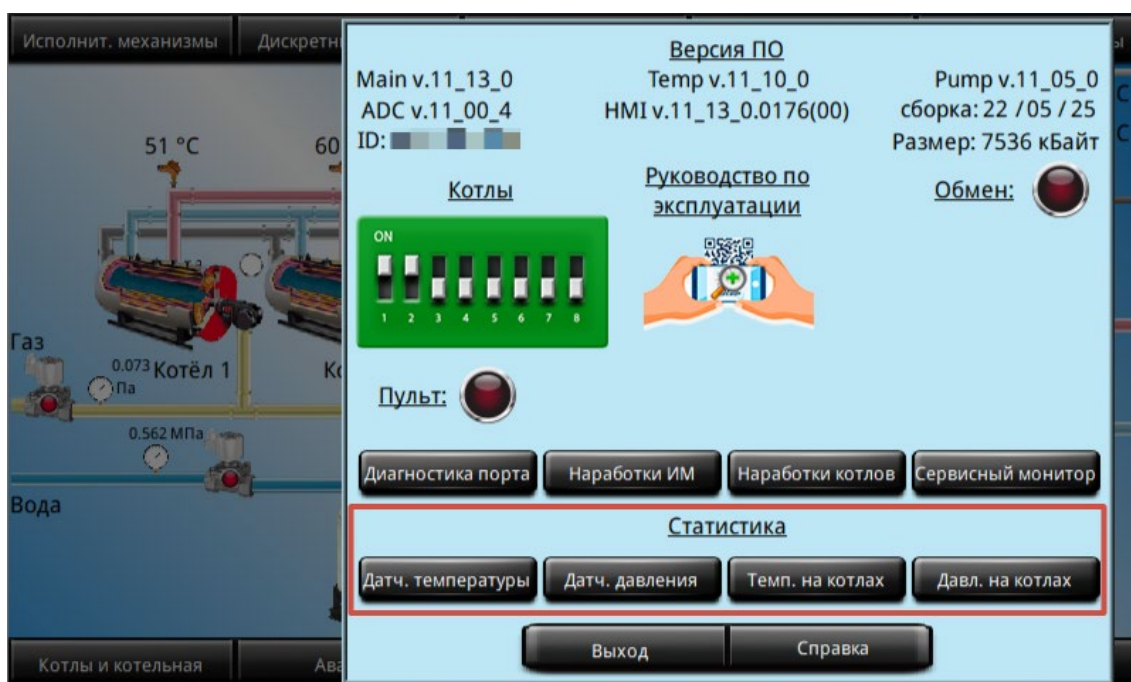 Исполнит. механизмы
Версия ПО
Main v.11_13_0 Temp v.11_10_0 Pump v.11_05_0
ADC v.11_00_4 HMI v.11_13_0.0176(00) сборка: 22 / 05 / 25
ID: Размер: 7536 кБайт
51 °C 60
Котлы Руководство по Обмен:
эксплуатации
ON
1 2 3 4 5 6 7 8
Газ
0.073 Котёл 1
Па
Пульт:
0.562 МПа
Диагностика порта Наработки ИМ Наработки котлов Сервисный монитор
Вода
Статистика
Датч. температуры Датч. давления Темп. на котлах Давл. на котлах
Выход Справка
Котлы и котельная